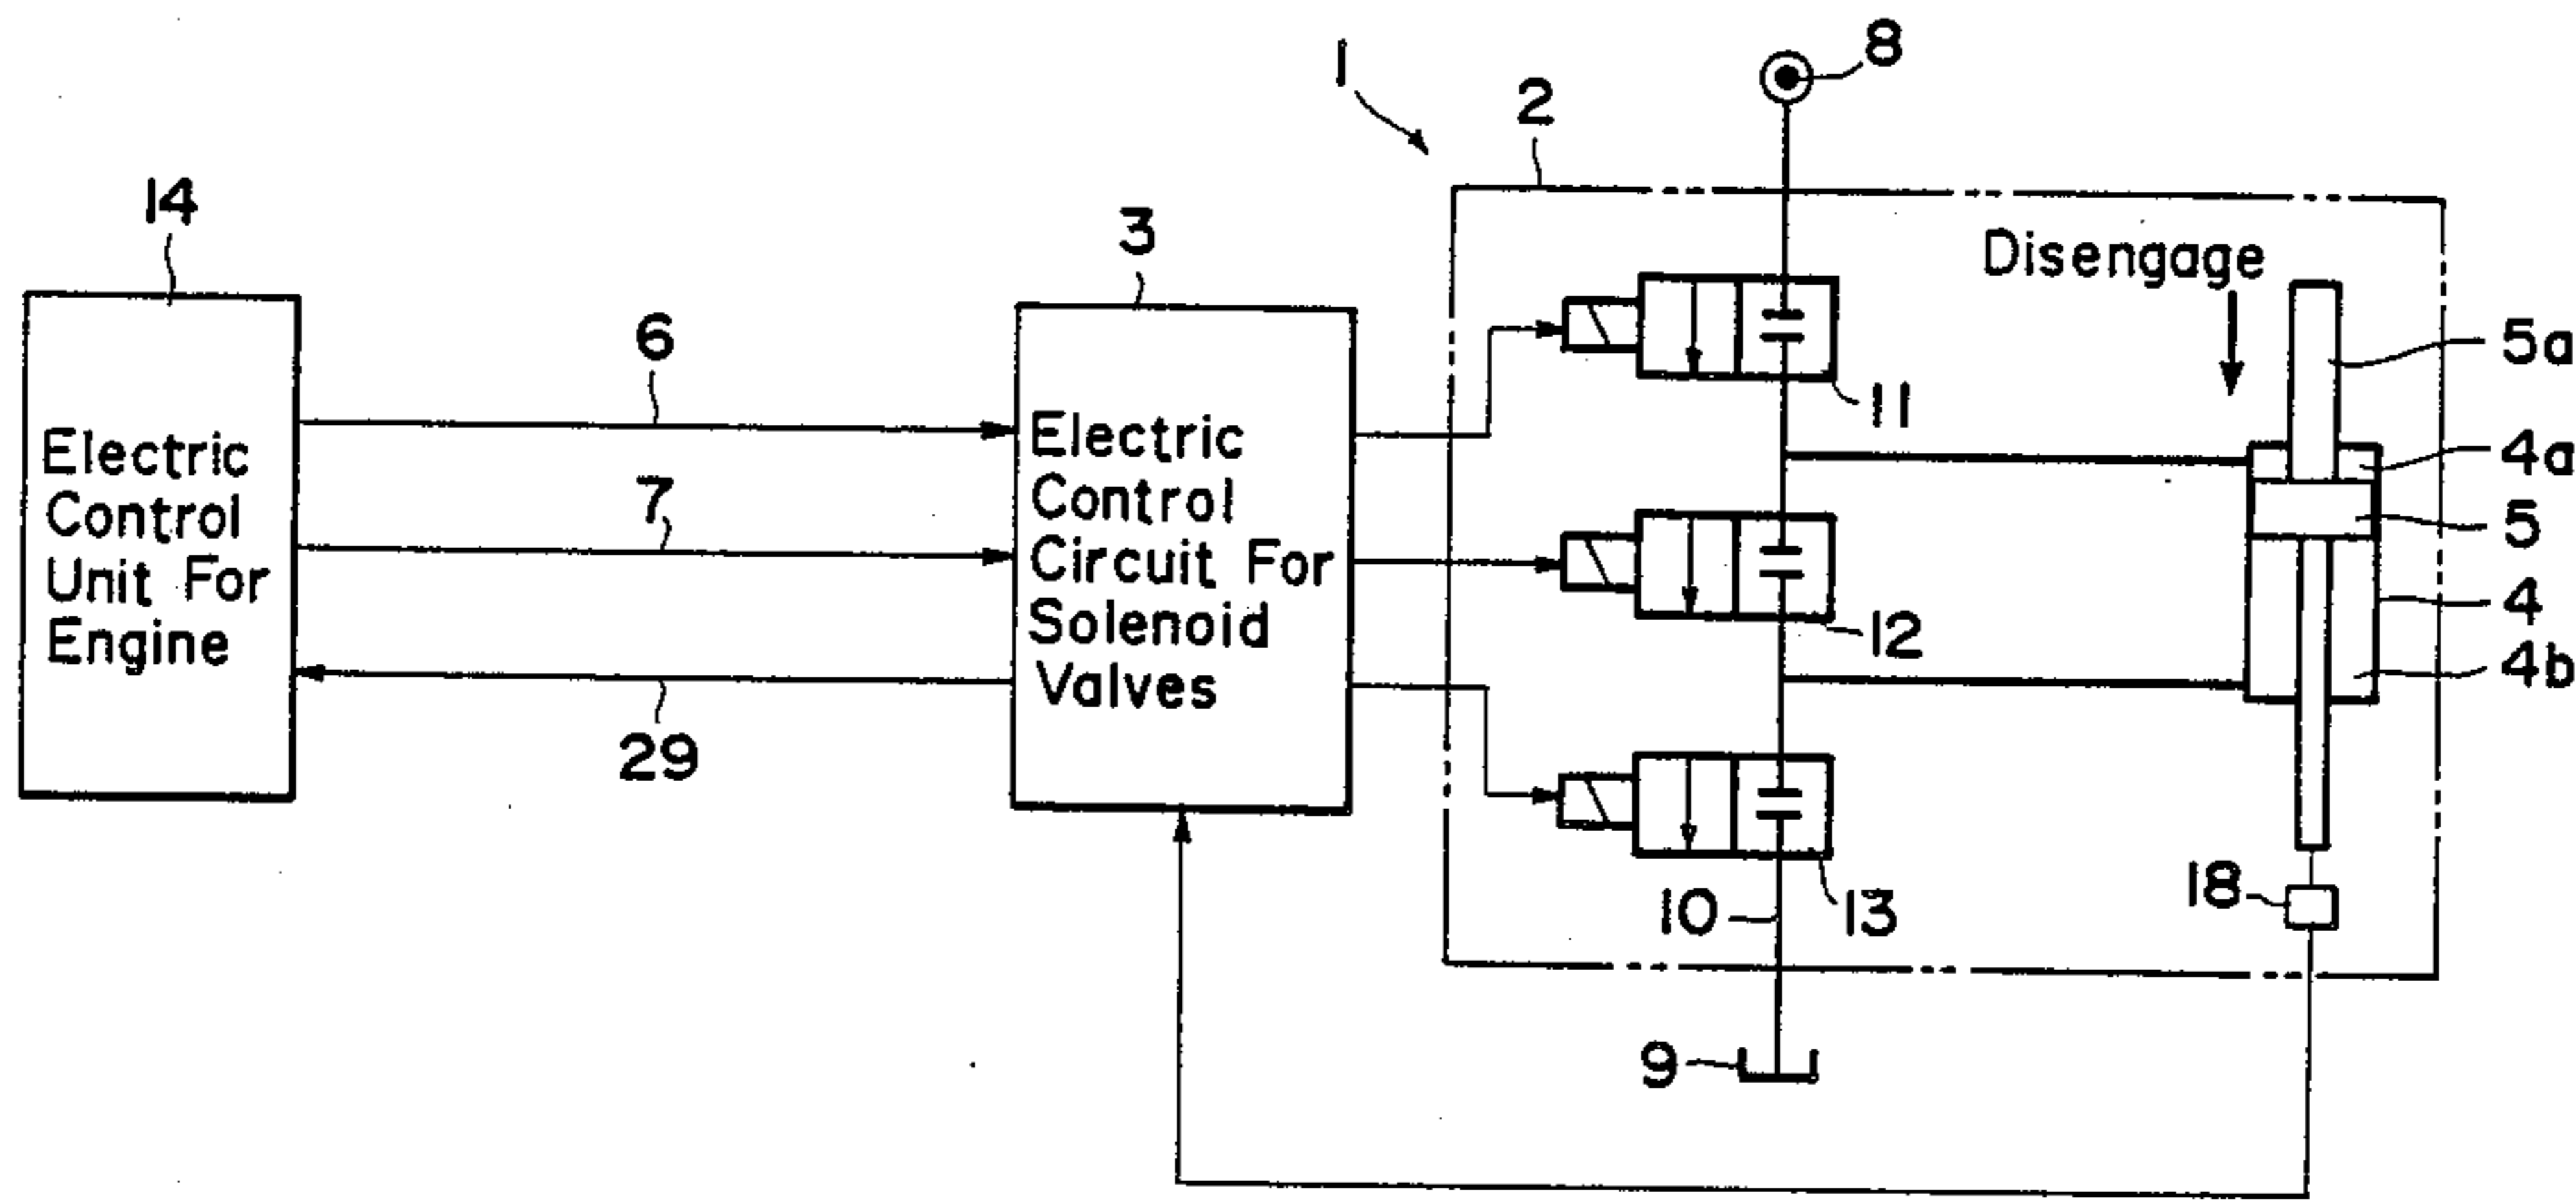 8
1
2
14
3
Disengage
6
5a
11
Electric
Control
Unit For
Engine
Electric
Control
Circuit For
Solenoid
Valves
4a
7
5
12
4
4b
29
18
10
13
9